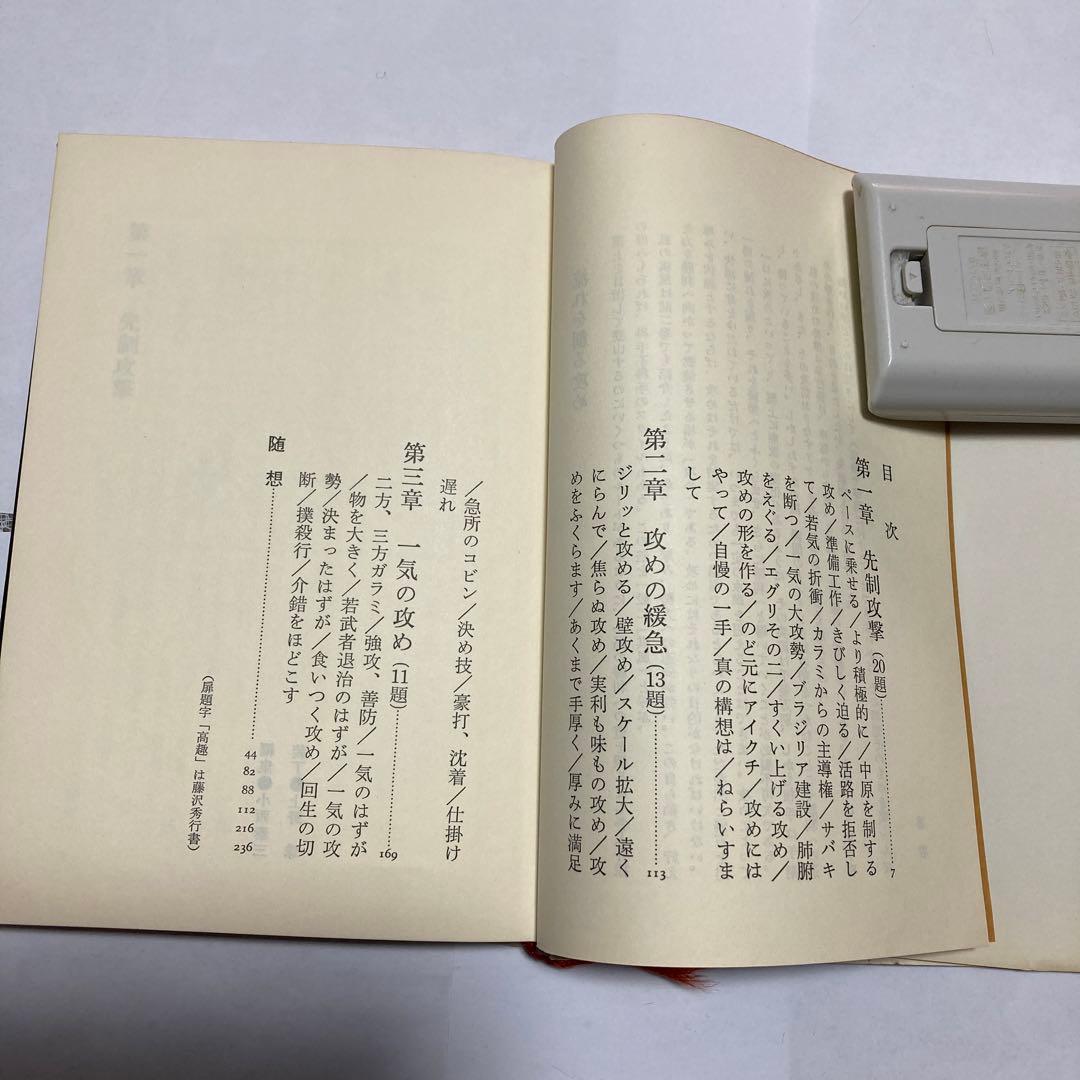 目次
第一章 先制攻撃(20題)………7
ペースに乗せる/より積極的に/中原を制する
攻め/準備工作/きびしく迫る/活路を拒否し
て/若気の折衝/カラミからの主導権/サバキ
を断つ/一気の大攻勢/ブラジリア建設/肺腑
をえぐる/エグリその二/すくい上げる攻め/
攻めの形を作る/のど元にアイクチ/攻めには
やって/自慢の一手/真の構想は/ねらいすま
して
第二章 攻めの緩急(13題)………113
ジリッと攻める/壁攻め/スケール拡大/遠く
にらんで/焦らぬ攻め/実利も味もの攻め/攻
めをふくらます/あくまで手厚く/厚みに満足
/急所のコビン/決め技/豪打、沈着/仕掛け
遅れ
第三章 一気の攻め(11題)………169
二方、三方ガラミ/強攻、善防/一気のはずが
/物を大きく/若武者退治のはずが/一気の攻
勢/決まったはずが/食いつく攻め/回生の切
断/撲殺行/介錯をほどこす
随想………44 82 88 112 216 236
(扉題字「高趣」は藤沢秀行書)